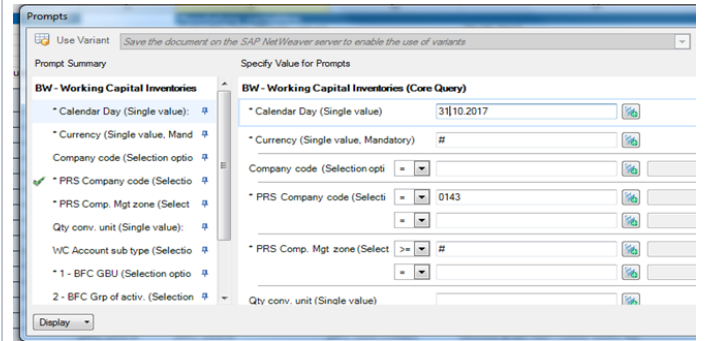 Prompts
Use Variant Save the document on the SAP NetWeaver server to enable the use of variants
Prompt Summary
Specify Value for Prompts
BW - Working Capital Inventories
* Calendar Day (Single value):
* Currency (Single value, Mand
Company code (Selection optio
* PRS Company code (Selectio
* PRS Comp. Mgt zone (Select
Qty conv. unit (Single value):
WC Account sub type (Selectio
* 1 - BFC GBU (Selection optio
2 - BFC Grp of activ. (Selection
BW - Working Capital Inventories (Core Query)
* Calendar Day (Single value) 31.10.2017
* Currency (Single value, Mandatory) #
Company code (Selection opti =
* PRS Company code (Selecti = 0143
=
* PRS Comp. Mgt zone (Select >= #
=
Qty conv. unit (Single value)
Display